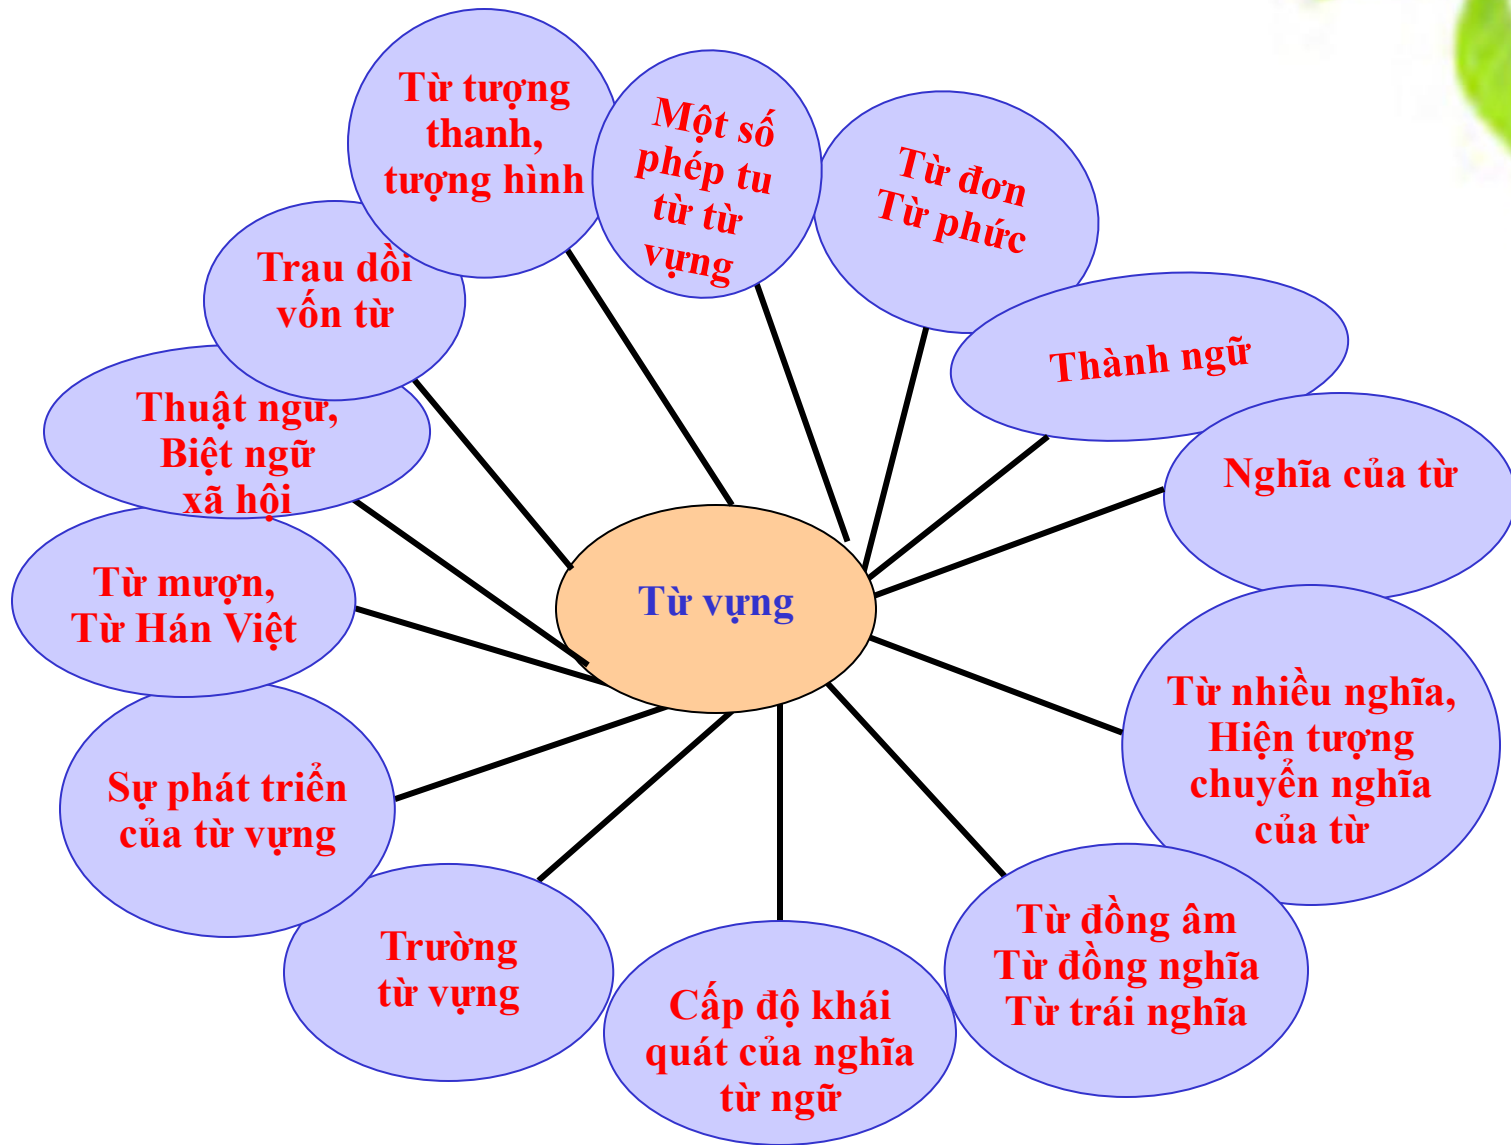 Từ tượng
thanh,
tượng hình
Một số
phép tu
từ từ
vựng
Từ đơn
Từ phức
Thành ngữ
Nghĩa của từ
Từ nhiều nghĩa,
Hiện tượng
chuyển nghĩa
của từ
Từ đồng âm
Từ đồng nghĩa
Từ trái nghĩa
Cấp độ khái
quát của nghĩa
từ ngữ
Trường
từ vựng
Sự phát triển
của từ vựng
Từ mượn,
Từ Hán Việt
Thuật ngữ,
Biệt ngữ
xã hội
Trau dồi
vốn từ
Từ vựng